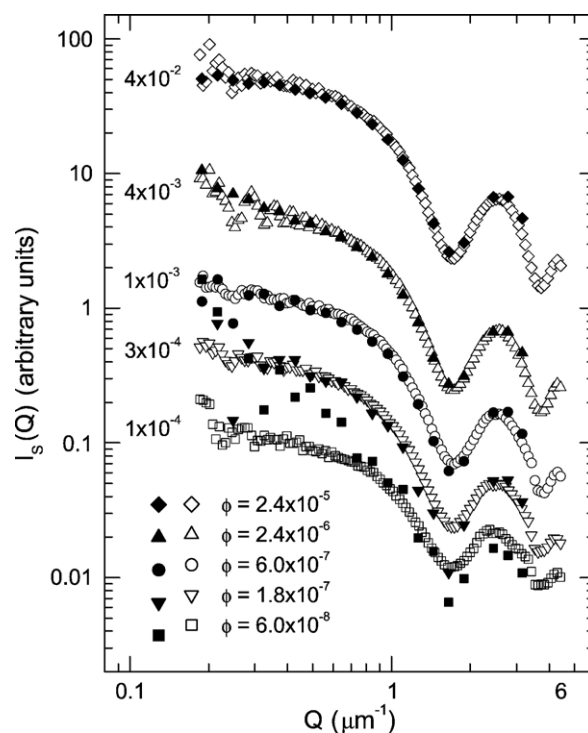 100
4x10⁻²
10
4x10⁻³
1
1x10⁻³
3x10⁻⁴
0.1
1x10⁻⁴
0.01
Iₛ(Q) (arbitrary units)
ϕ = 2.4x10⁻⁵
ϕ = 2.4x10⁻⁶
ϕ = 6.0x10⁻⁷
ϕ = 1.8x10⁻⁷
ϕ = 6.0x10⁻⁸
0.1 1 6
Q (μm⁻¹)